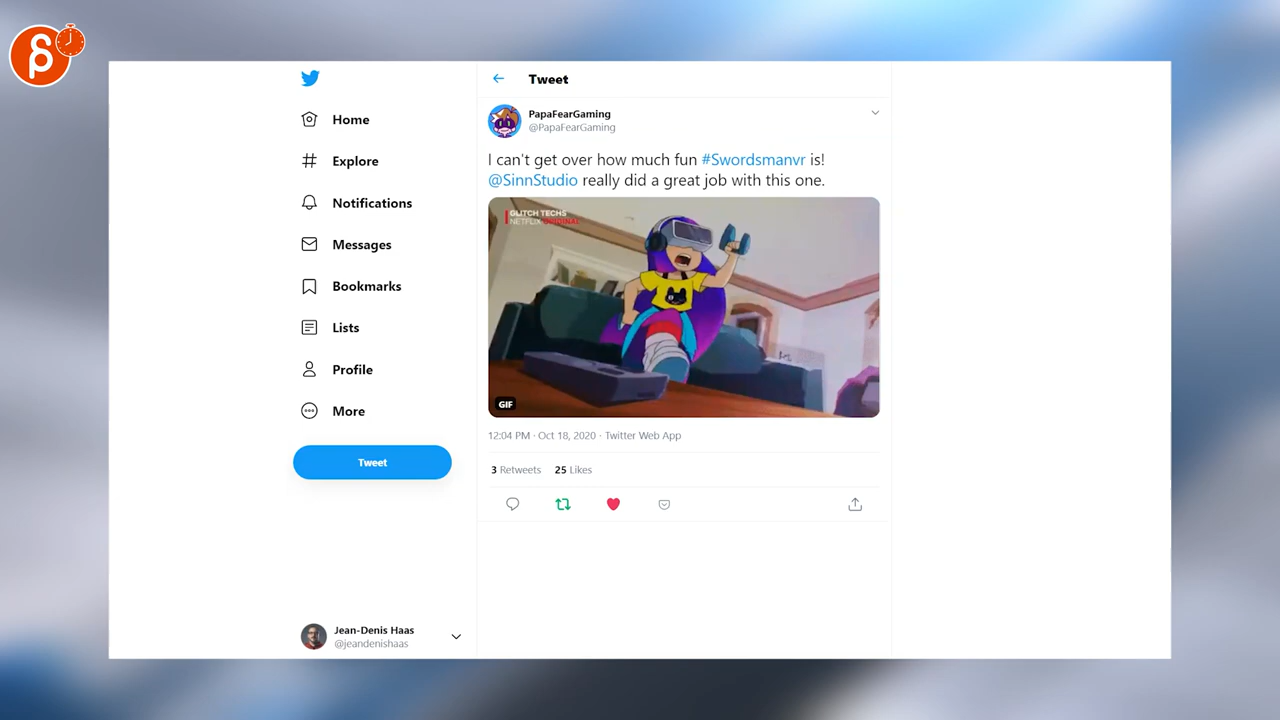 Home
Explore
Notifications
Messages
Bookmarks
Lists
Profile
More
Tweet
Jean-Denis Haas
@jeandenishaas
Tweet
PapaFearGaming
@PapaFearGaming
I can't get over how much fun #Swordsmanvr is!
@SinnStudio really did a great job with this one.
GLITCH TECHS
NETFLIX ORIGINAL
GIF
12:04 PM · Oct 18, 2020 · Twitter Web App
3 Retweets 25 Likes